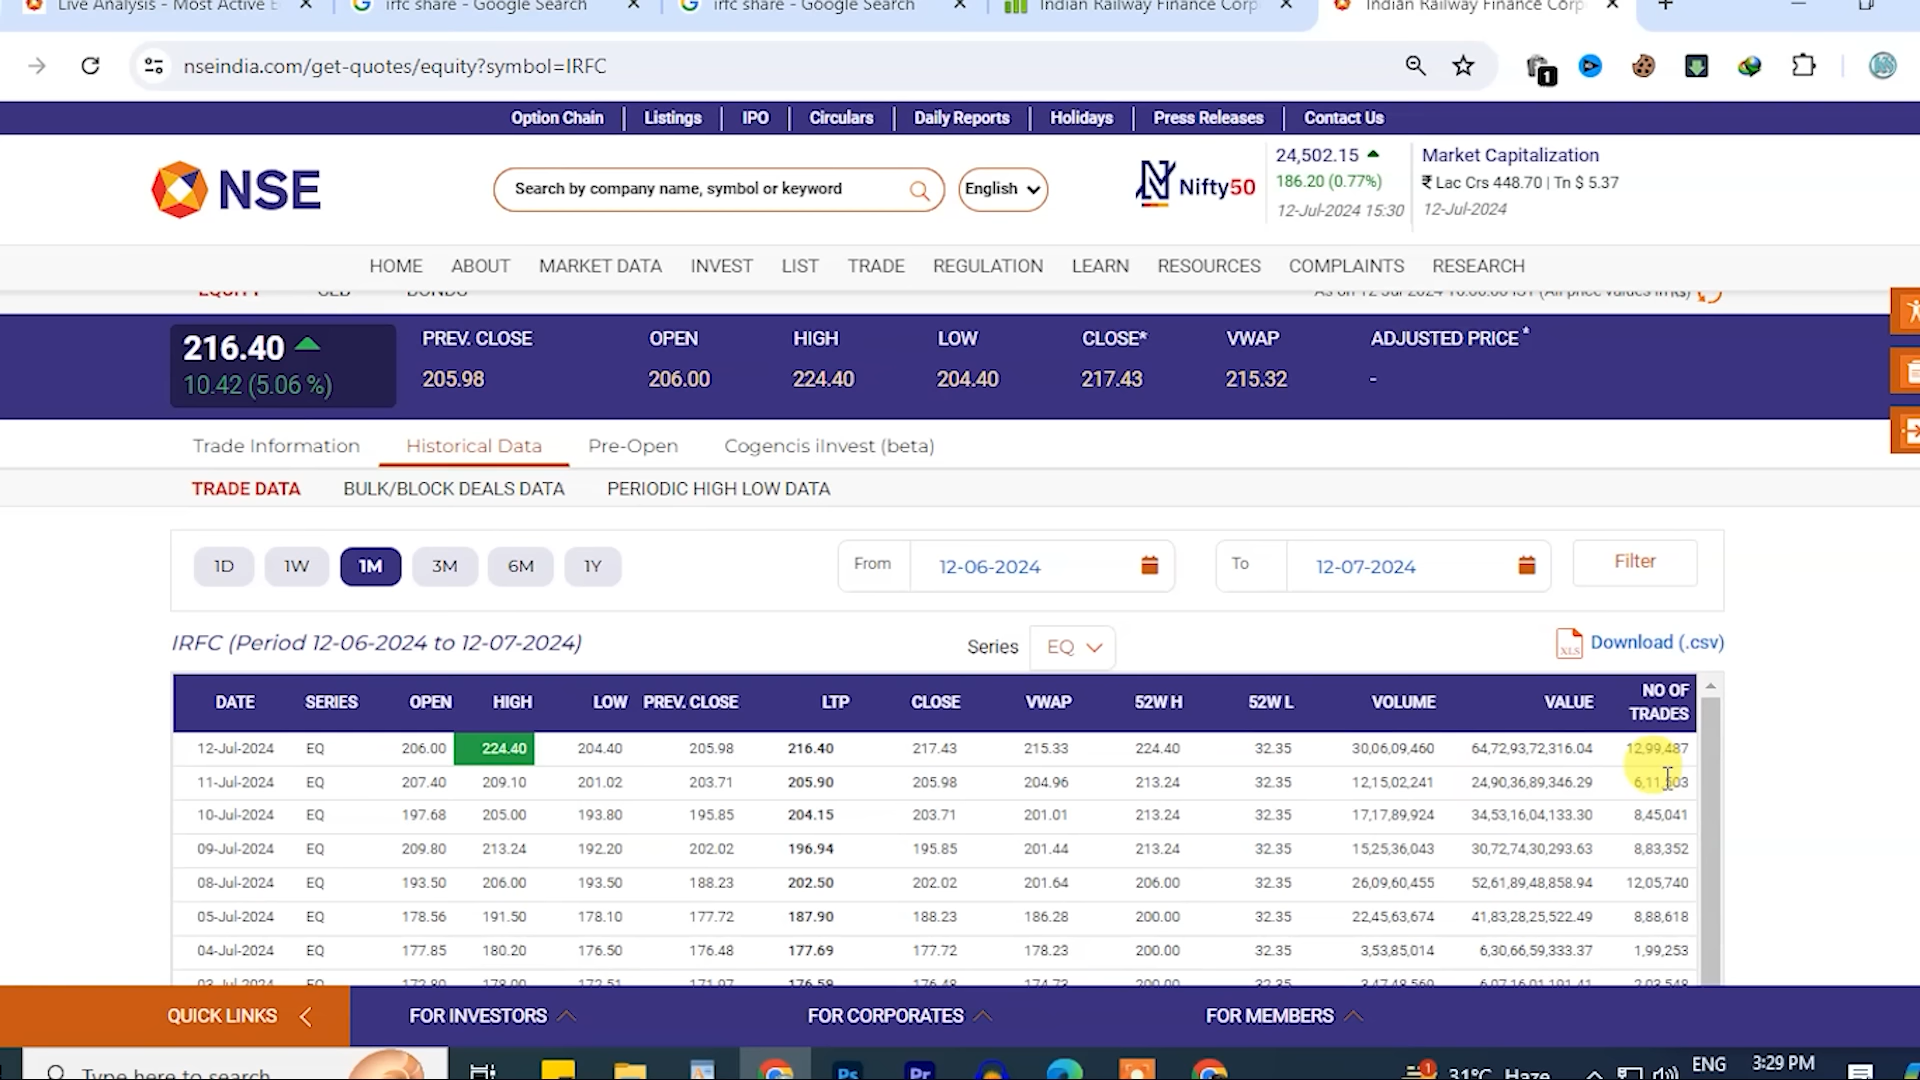 Live Analysis - Most Active E
irfc share - Google Search
irfc share - Google Search
Indian Railway Finance Corp
Indian Railway Finance Corp
nseindia.com/get-quotes/equity?symbol=IRFC
1
Option Chain | Listings | IPO | Circulars | Daily Reports | Holidays | Press Releases | Contact Us
NSE
Search by company name, symbol or keyword
English
Nifty50
24,502.15
186.20 (0.77%)
12-Jul-2024 15:30
Market Capitalization
₹ Lac Crs 448.70 | Tn $ 5.37
12-Jul-2024
HOME ABOUT MARKET DATA INVEST LIST TRADE REGULATION LEARN RESOURCES COMPLAINTS RESEARCH
216.40
10.42 (5.06 %)
PREV. CLOSE OPEN HIGH LOW CLOSE* VWAP ADJUSTED PRICE *
205.98 206.00 224.40 204.40 217.43 215.32 -
Trade Information Historical Data Pre-Open Cogencis iInvest (beta)
TRADE DATA BULK/BLOCK DEALS DATA PERIODIC HIGH LOW DATA
1D 1W 1M 3M 6M 1Y From 12-06-2024 To 12-07-2024 Filter
IRFC (Period 12-06-2024 to 12-07-2024) Series EQ XLS Download (.csv)
DATE SERIES OPEN HIGH LOW PREV. CLOSE LTP CLOSE VWAP 52W H 52W L VOLUME VALUE NO OF TRADES
12-Jul-2024 EQ 206.00 224.40 204.40 205.98 216.40 217.43 215.33 224.40 32.35 30,06,09,460 64,72,93,72,316.04 12,99,487
11-Jul-2024 EQ 207.40 209.10 201.02 203.71 205.90 205.98 204.96 213.24 32.35 12,15,02,241 24,90,36,89,346.29
10-Jul-2024 EQ 197.68 205.00 193.80 195.85 204.15 203.71 201.01 213.24 32.35 17,17,89,924 34,53,16,04,133.30 8,45,041
09-Jul-2024 EQ 209.80 213.24 192.20 202.02 196.94 195.85 201.44 213.24 32.35 15,25,36,043 30,72,74,30,293.63 8,83,352
08-Jul-2024 EQ 193.50 206.00 193.50 188.23 202.50 202.02 201.64 206.00 32.35 26,09,60,455 52,61,89,48,858.94 12,05,740
05-Jul-2024 EQ 178.56 191.50 178.10 177.72 187.90 188.23 186.28 200.00 32.35 22,45,63,674 41,83,28,25,522.49 8,88,618
04-Jul-2024 EQ 177.85 180.20 176.50 176.48 177.69 177.72 178.23 200.00 32.35 3,53,85,014 6,30,66,59,333.37 1,99,253
QUICK LINKS FOR INVESTORS FOR CORPORATES FOR MEMBERS
Type here to search
Ps
Pr
1
31°C Haze
ENG
3:29 PM